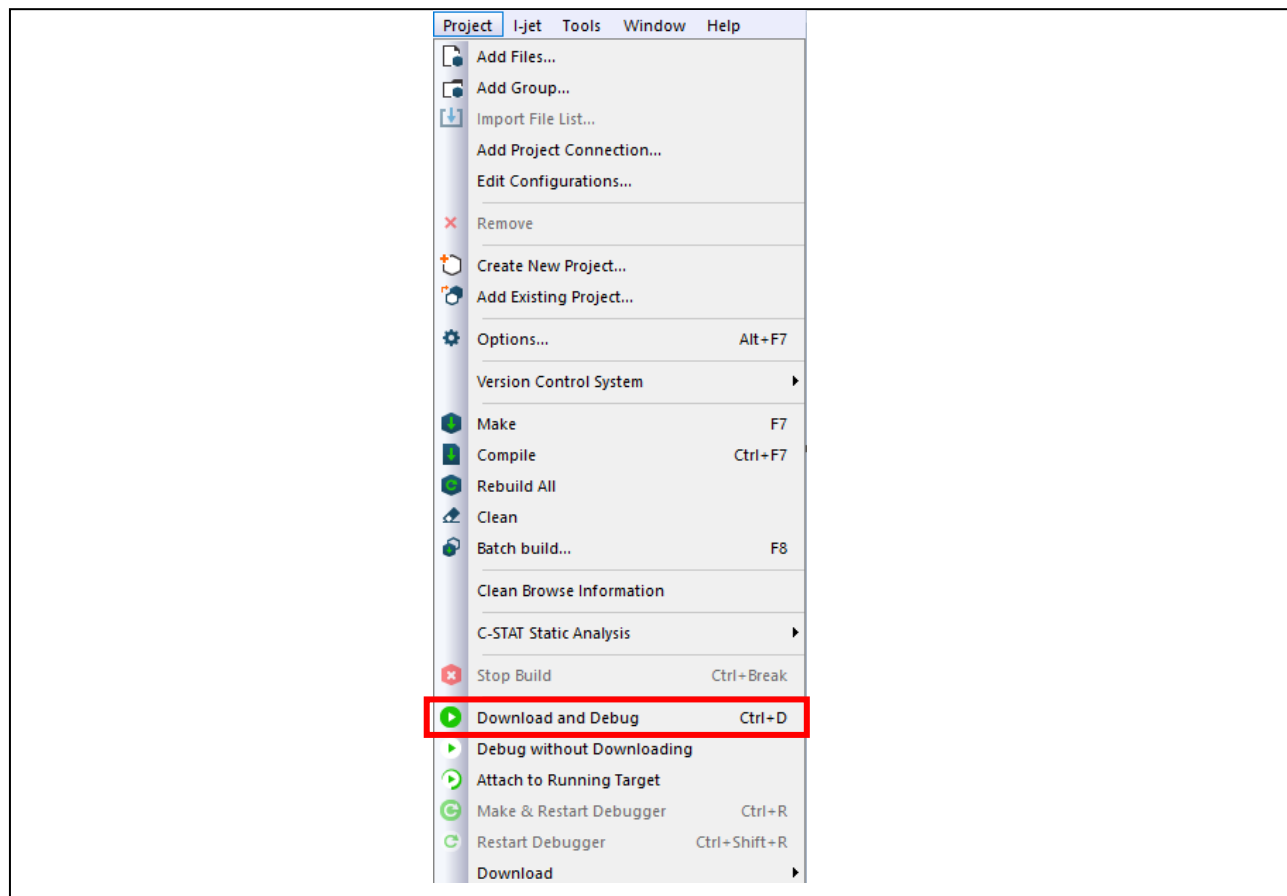 Project I-jet Tools Window Help
Add Files...
Add Group...
Import File List...
Add Project Connection...
Edit Configurations...
Remove
Create New Project...
Add Existing Project...
Options... Alt+F7
Version Control System
Make F7
Compile Ctrl+F7
Rebuild All
Clean
Batch build... F8
Clean Browse Information
C-STAT Static Analysis
Stop Build Ctrl+Break
Download and Debug Ctrl+D
Debug without Downloading
Attach to Running Target
Make & Restart Debugger Ctrl+R
Restart Debugger Ctrl+Shift+R
Download